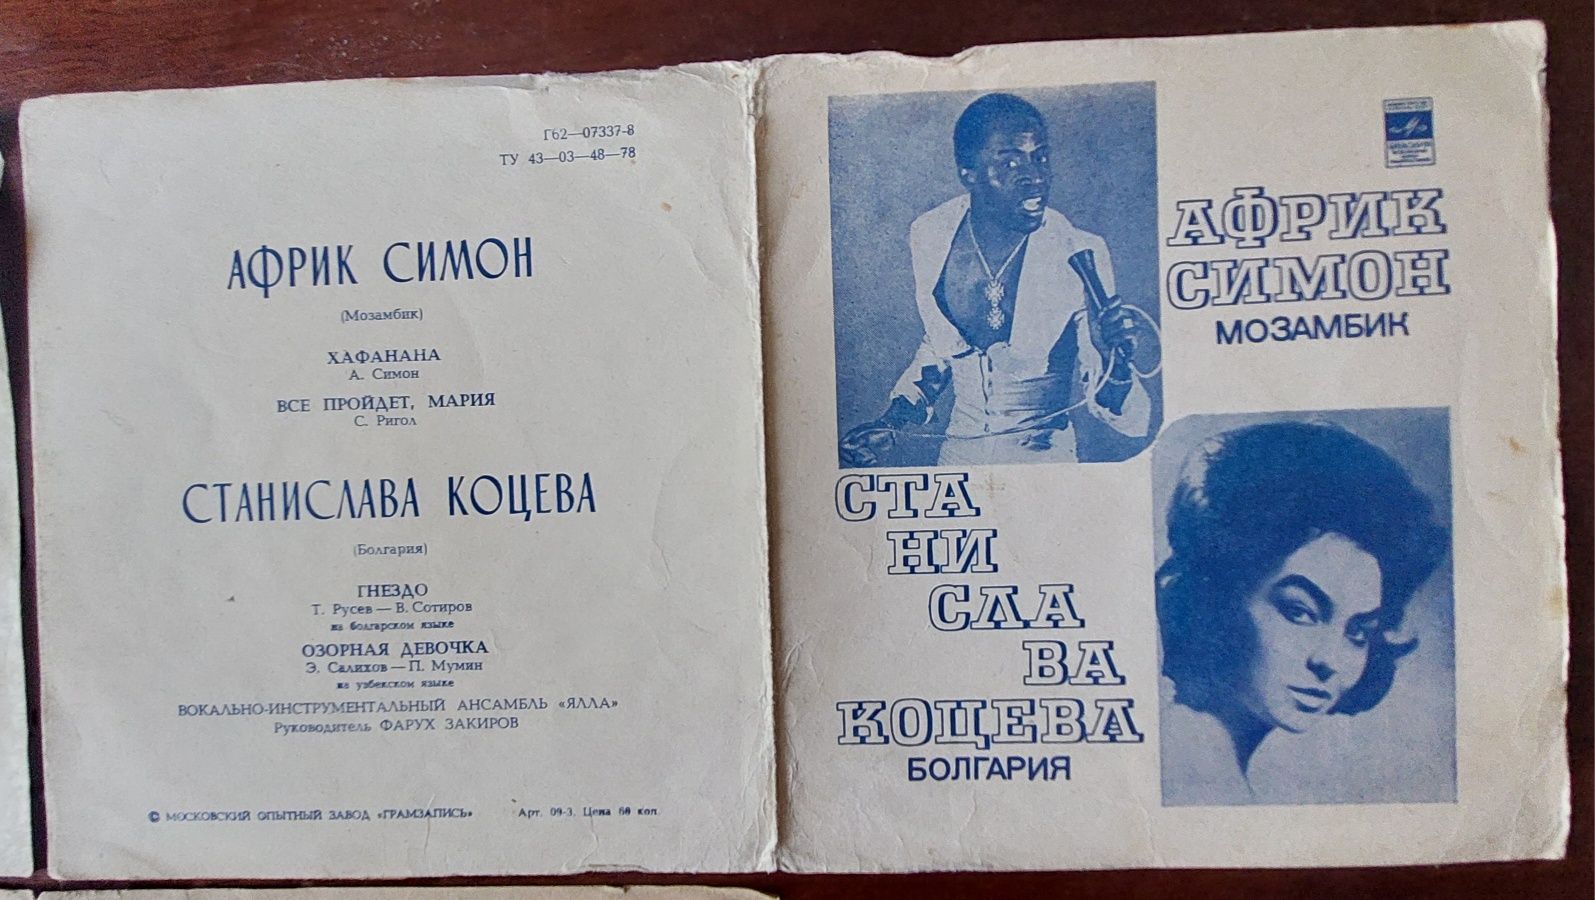 Г62—07337-8
ТУ 43—03—48—78
АФРИК СИМОН
(Мозамбик)
ХАФАНАНА
А. Симон
ВСЕ ПРОЙДЕТ, МАРИЯ
С. Ригол
СТАНИСЛАВА КОЦЕВА
(Болгария)
ГНЕЗДО
Т. Русев — В. Сотиров
на болгарском языке
ОЗОРНАЯ ДЕВОЧКА
Э. Салихов — П. Мумин
на узбекском языке
ВОКАЛЬНО-ИНСТРУМЕНТАЛЬНЫЙ АНСАМБЛЬ «ЯЛЛА»
Руководитель ФАРУХ ЗАКИРОВ
© МОСКОВСКИЙ ОПЫТНЫЙ ЗАВОД «ГРАМЗАПИСЬ» Арт. 09-3. Цена 60 коп.
АФРИК
СИМОН
МОЗАМБИК
СТА
НИ
СЛА
ВА
КОЦЕВА
БОЛГАРИЯ